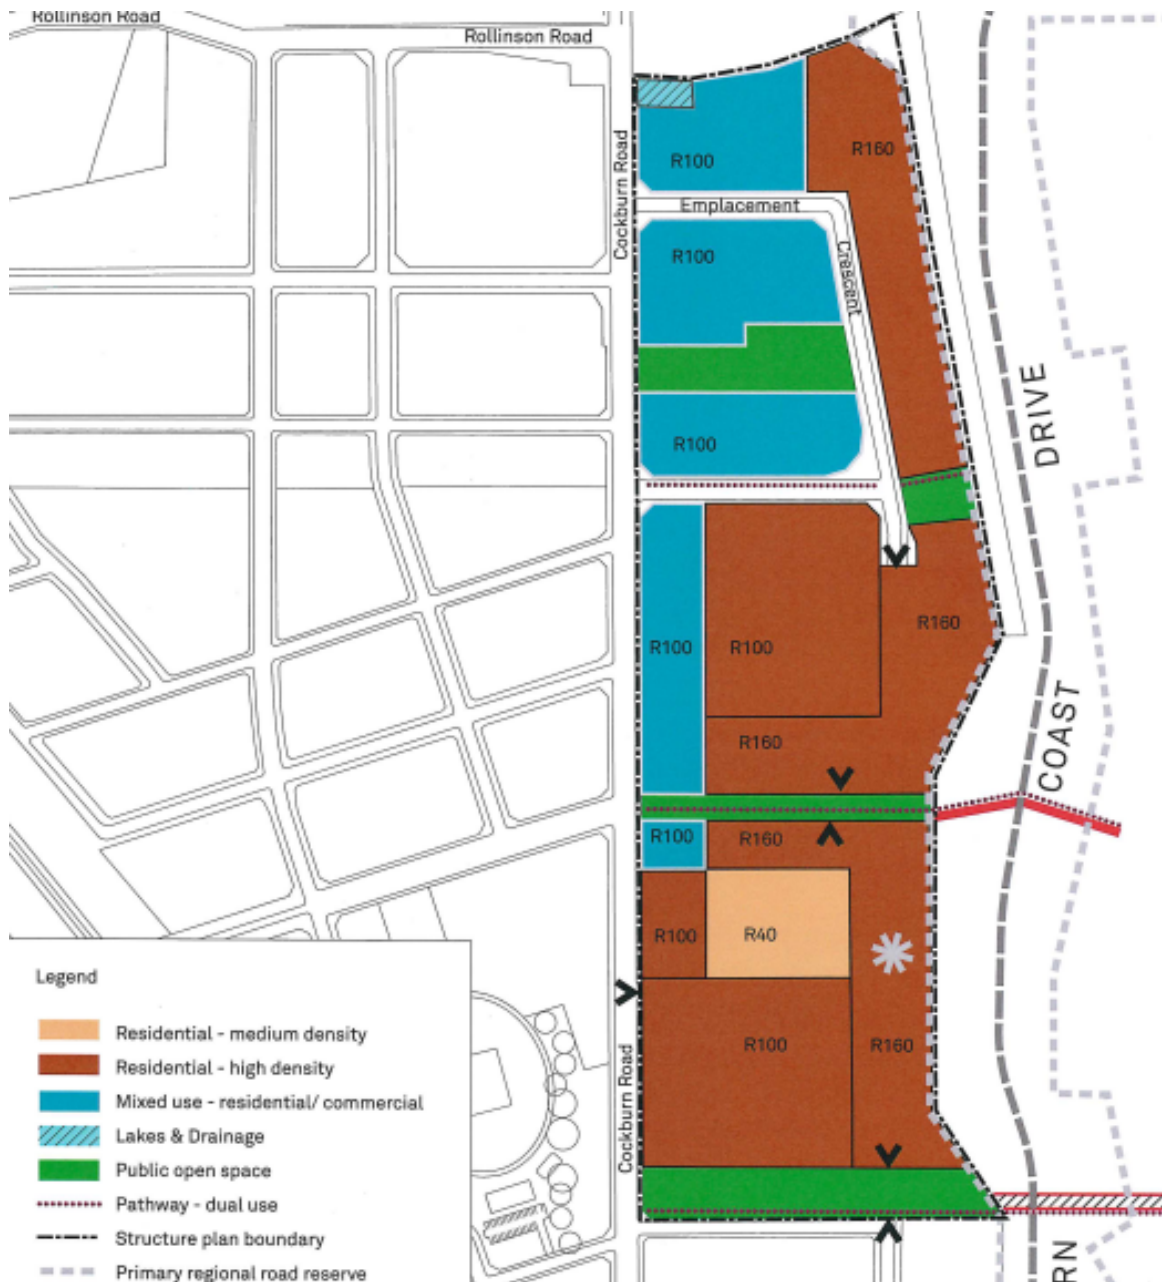 Rollinson Road
Rollinson Road
Cockburn Road
R100
R160
Emplacement
Crescent
R100
R100
DRIVE
R100
R100
R160
R160
COAST
R100
R160
R100
R40
R100
R160
Cockburn Road
RN
Legend
Residential - medium density
Residential - high density
Mixed use - residential/ commercial
Lakes & Drainage
Public open space
Pathway - dual use
Structure plan boundary
Primary regional road reserve